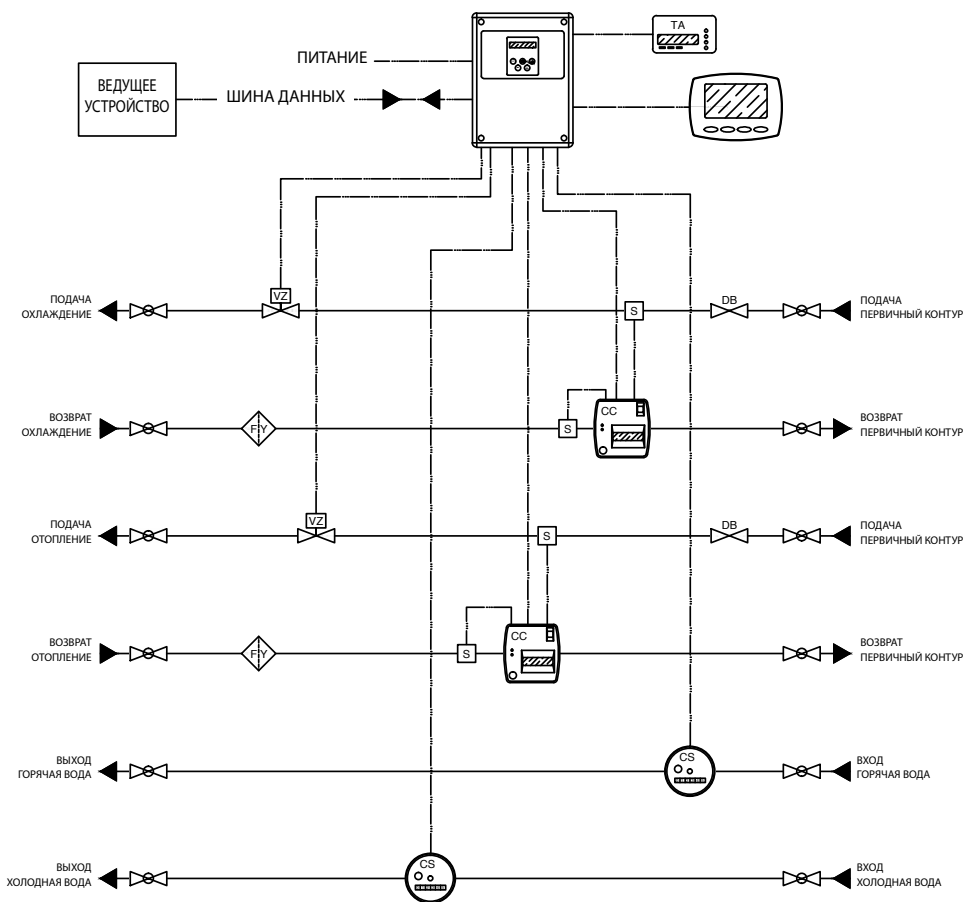 TA
ПИТАНИЕ
ВЕДУЩЕЕ
УСТРОЙСТВО
ШИНА ДАННЫХ
ПОДАЧА
ОХЛАЖДЕНИЕ
VZ
S
DB
ПОДАЧА
ПЕРВИЧНЫЙ КОНТУР
ВОЗВРАТ
ОХЛАЖДЕНИЕ
FY
S
CC
ВОЗВРАТ
ПЕРВИЧНЫЙ КОНТУР
ПОДАЧА
ОТОПЛЕНИЕ
VZ
S
DB
ПОДАЧА
ПЕРВИЧНЫЙ КОНТУР
ВОЗВРАТ
ОТОПЛЕНИЕ
FY
S
CC
ВОЗВРАТ
ПЕРВИЧНЫЙ КОНТУР
ВЫХОД
ГОРЯЧАЯ ВОДА
CS
ВХОД
ГОРЯЧАЯ ВОДА
ВЫХОД
ХОЛОДНАЯ ВОДА
CS
ВХОД
ХОЛОДНАЯ ВОДА